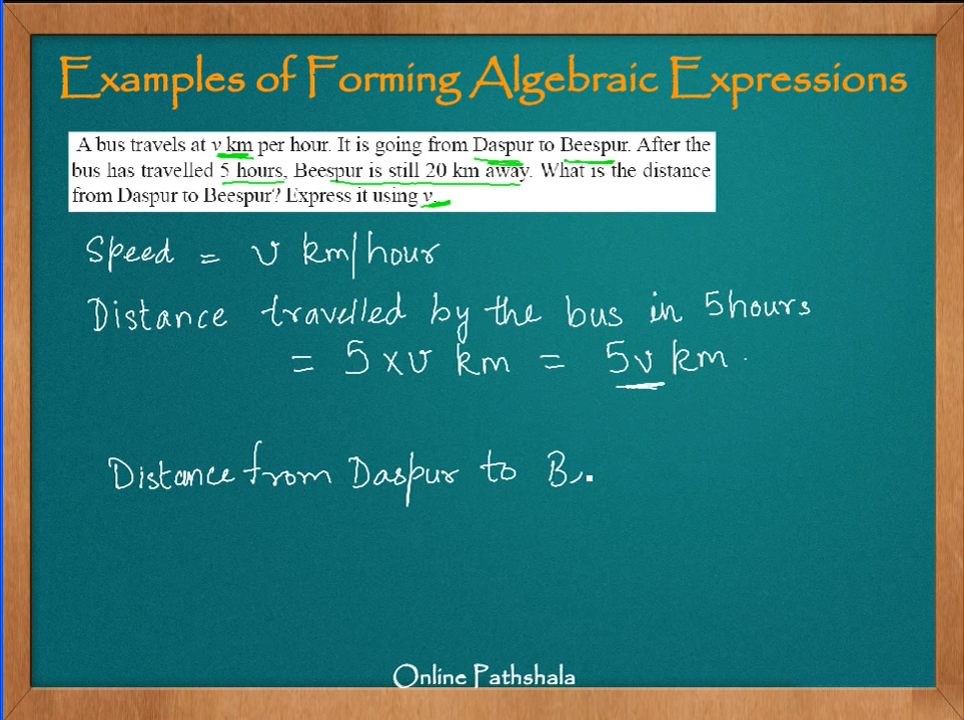 Examples of Forming Algebraic Expressions
A bus travels at v km per hour. It is going from Daspur to Beespur. After the
bus has travelled 5 hours, Beespur is still 20 km away. What is the distance
from Daspur to Beespur? Express it using v.
Speed = v km/hour
Distance travelled by the bus in 5 hours
= 5 x v km = 5v km.
Distance from Daspur to B
Online Pathshala